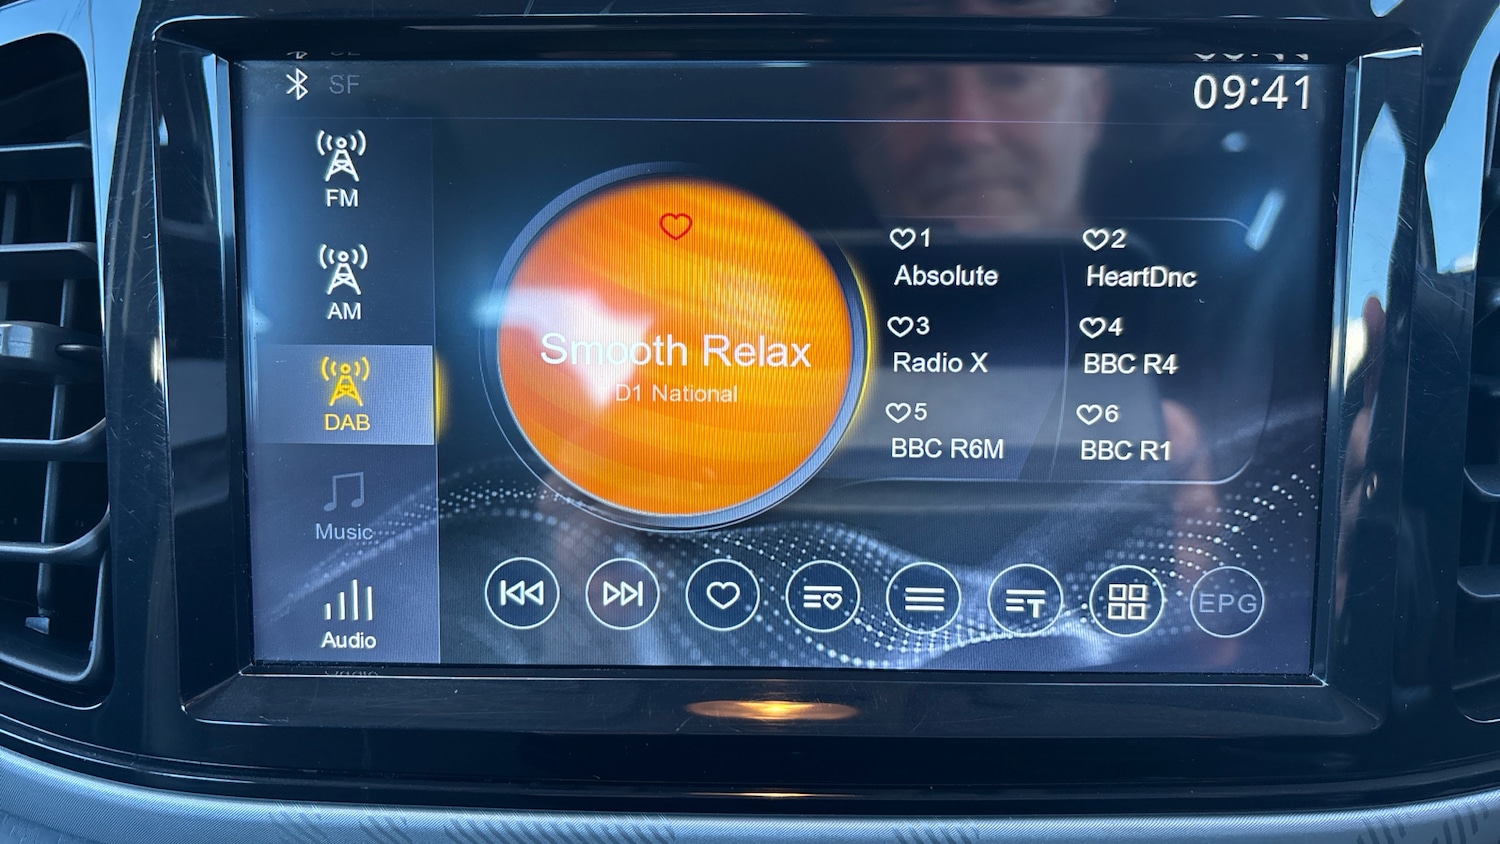 SF
09:41
FM
AM
DAB
Music
Audio
Smooth Relax
D1 National
1
Absolute
2
HeartDnc
3
Radio X
4
BBC R4
5
BBC R6M
6
BBC R1
T
EPG